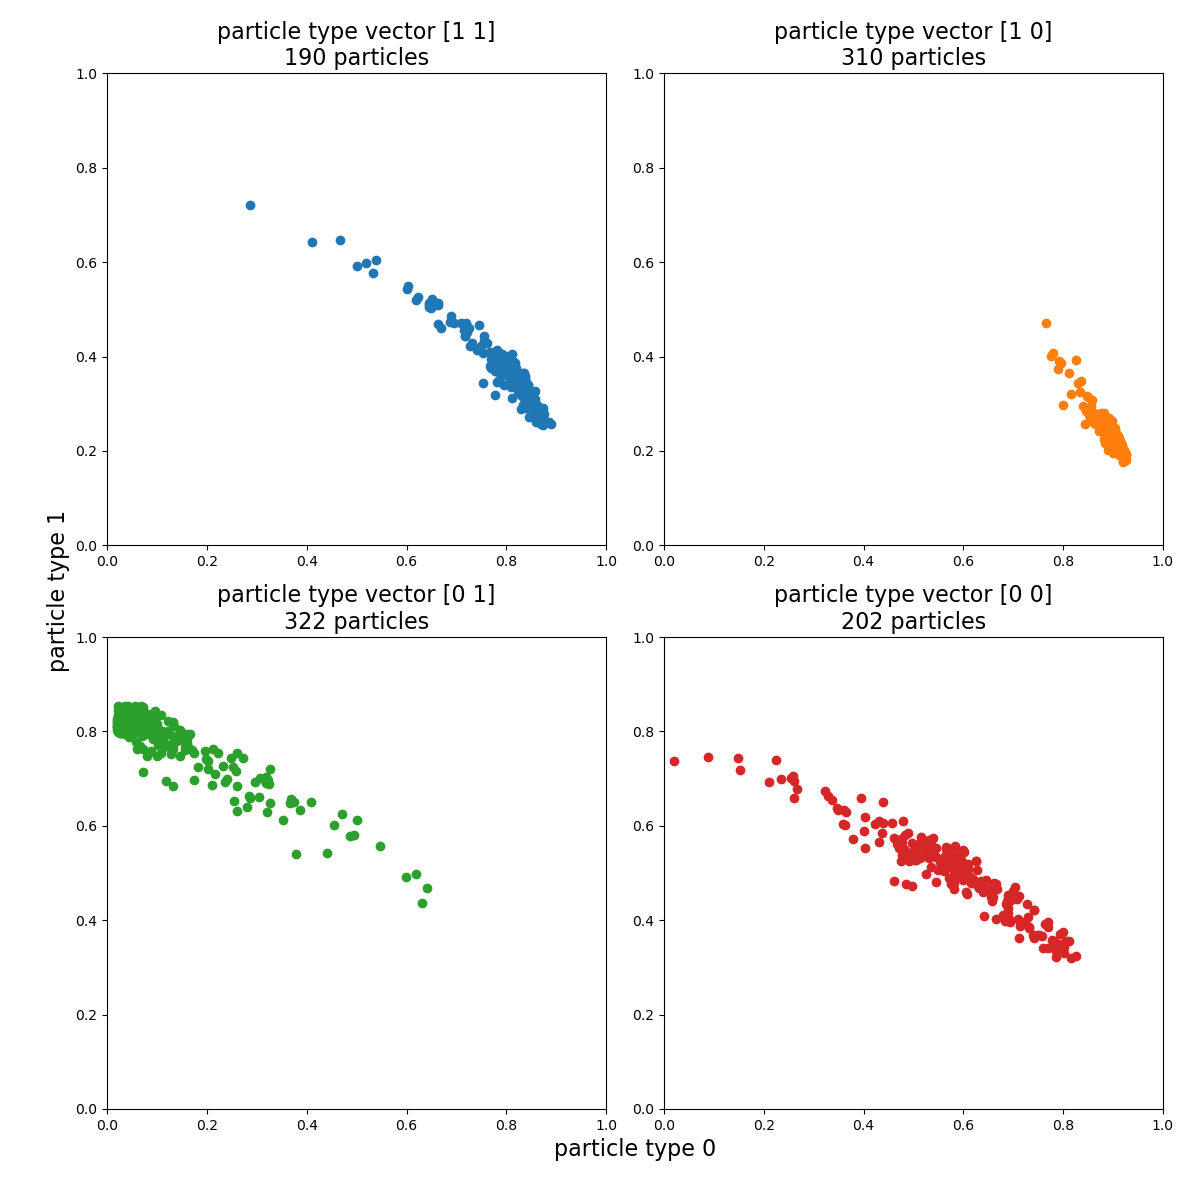 particle type vector [1 1]
190 particles
particle type vector [1 0]
310 particles
1.0
0.8
0.6
0.4
0.2
0.0
0.0 0.2 0.4 0.6 0.8 1.0
1.0
0.8
0.6
0.4
0.2
0.0
0.0 0.2 0.4 0.6 0.8 1.0
particle type 1
particle type vector [0 1]
322 particles
particle type vector [0 0]
202 particles
1.0
0.8
0.6
0.4
0.2
0.0
0.0 0.2 0.4 0.6 0.8 1.0
1.0
0.8
0.6
0.4
0.2
0.0
0.0 0.2 0.4 0.6 0.8 1.0
particle type 0